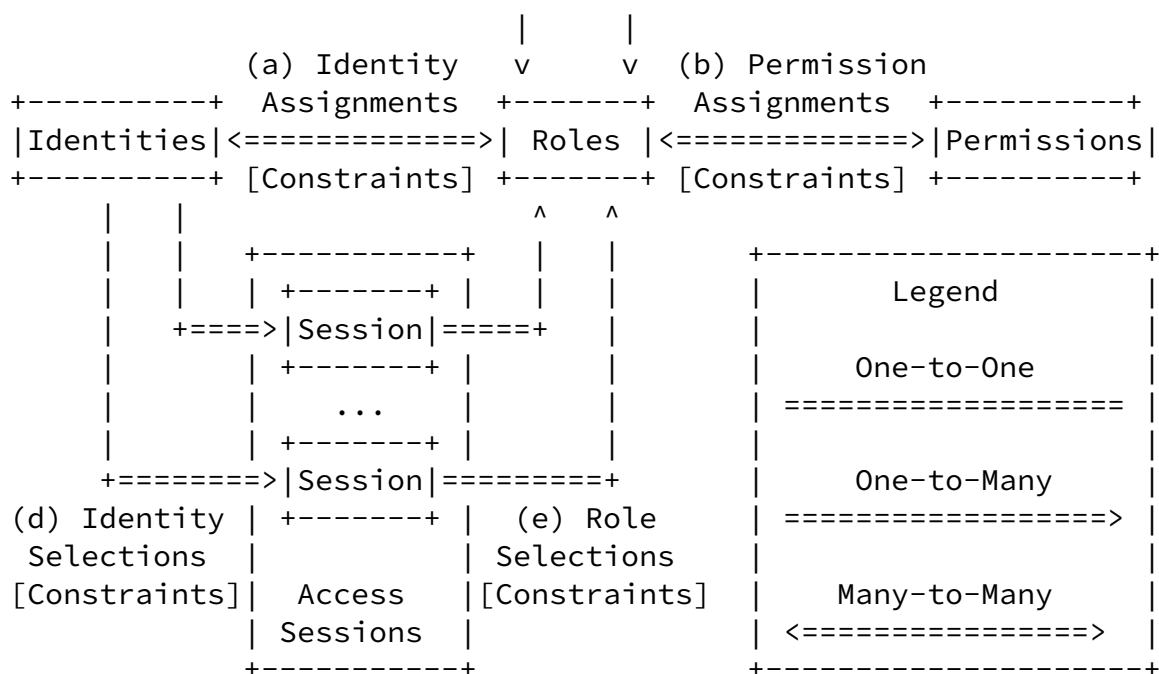 (a) Identity (b) Permission
Assignments Assignments
Identities Roles Permissions
[Constraints] [Constraints]
Legend
Session
One-to-One
...
Session One-to-Many
(d) Identity (e) Role
Selections Selections
[Constraints] Access [Constraints] Many-to-Many
Sessions